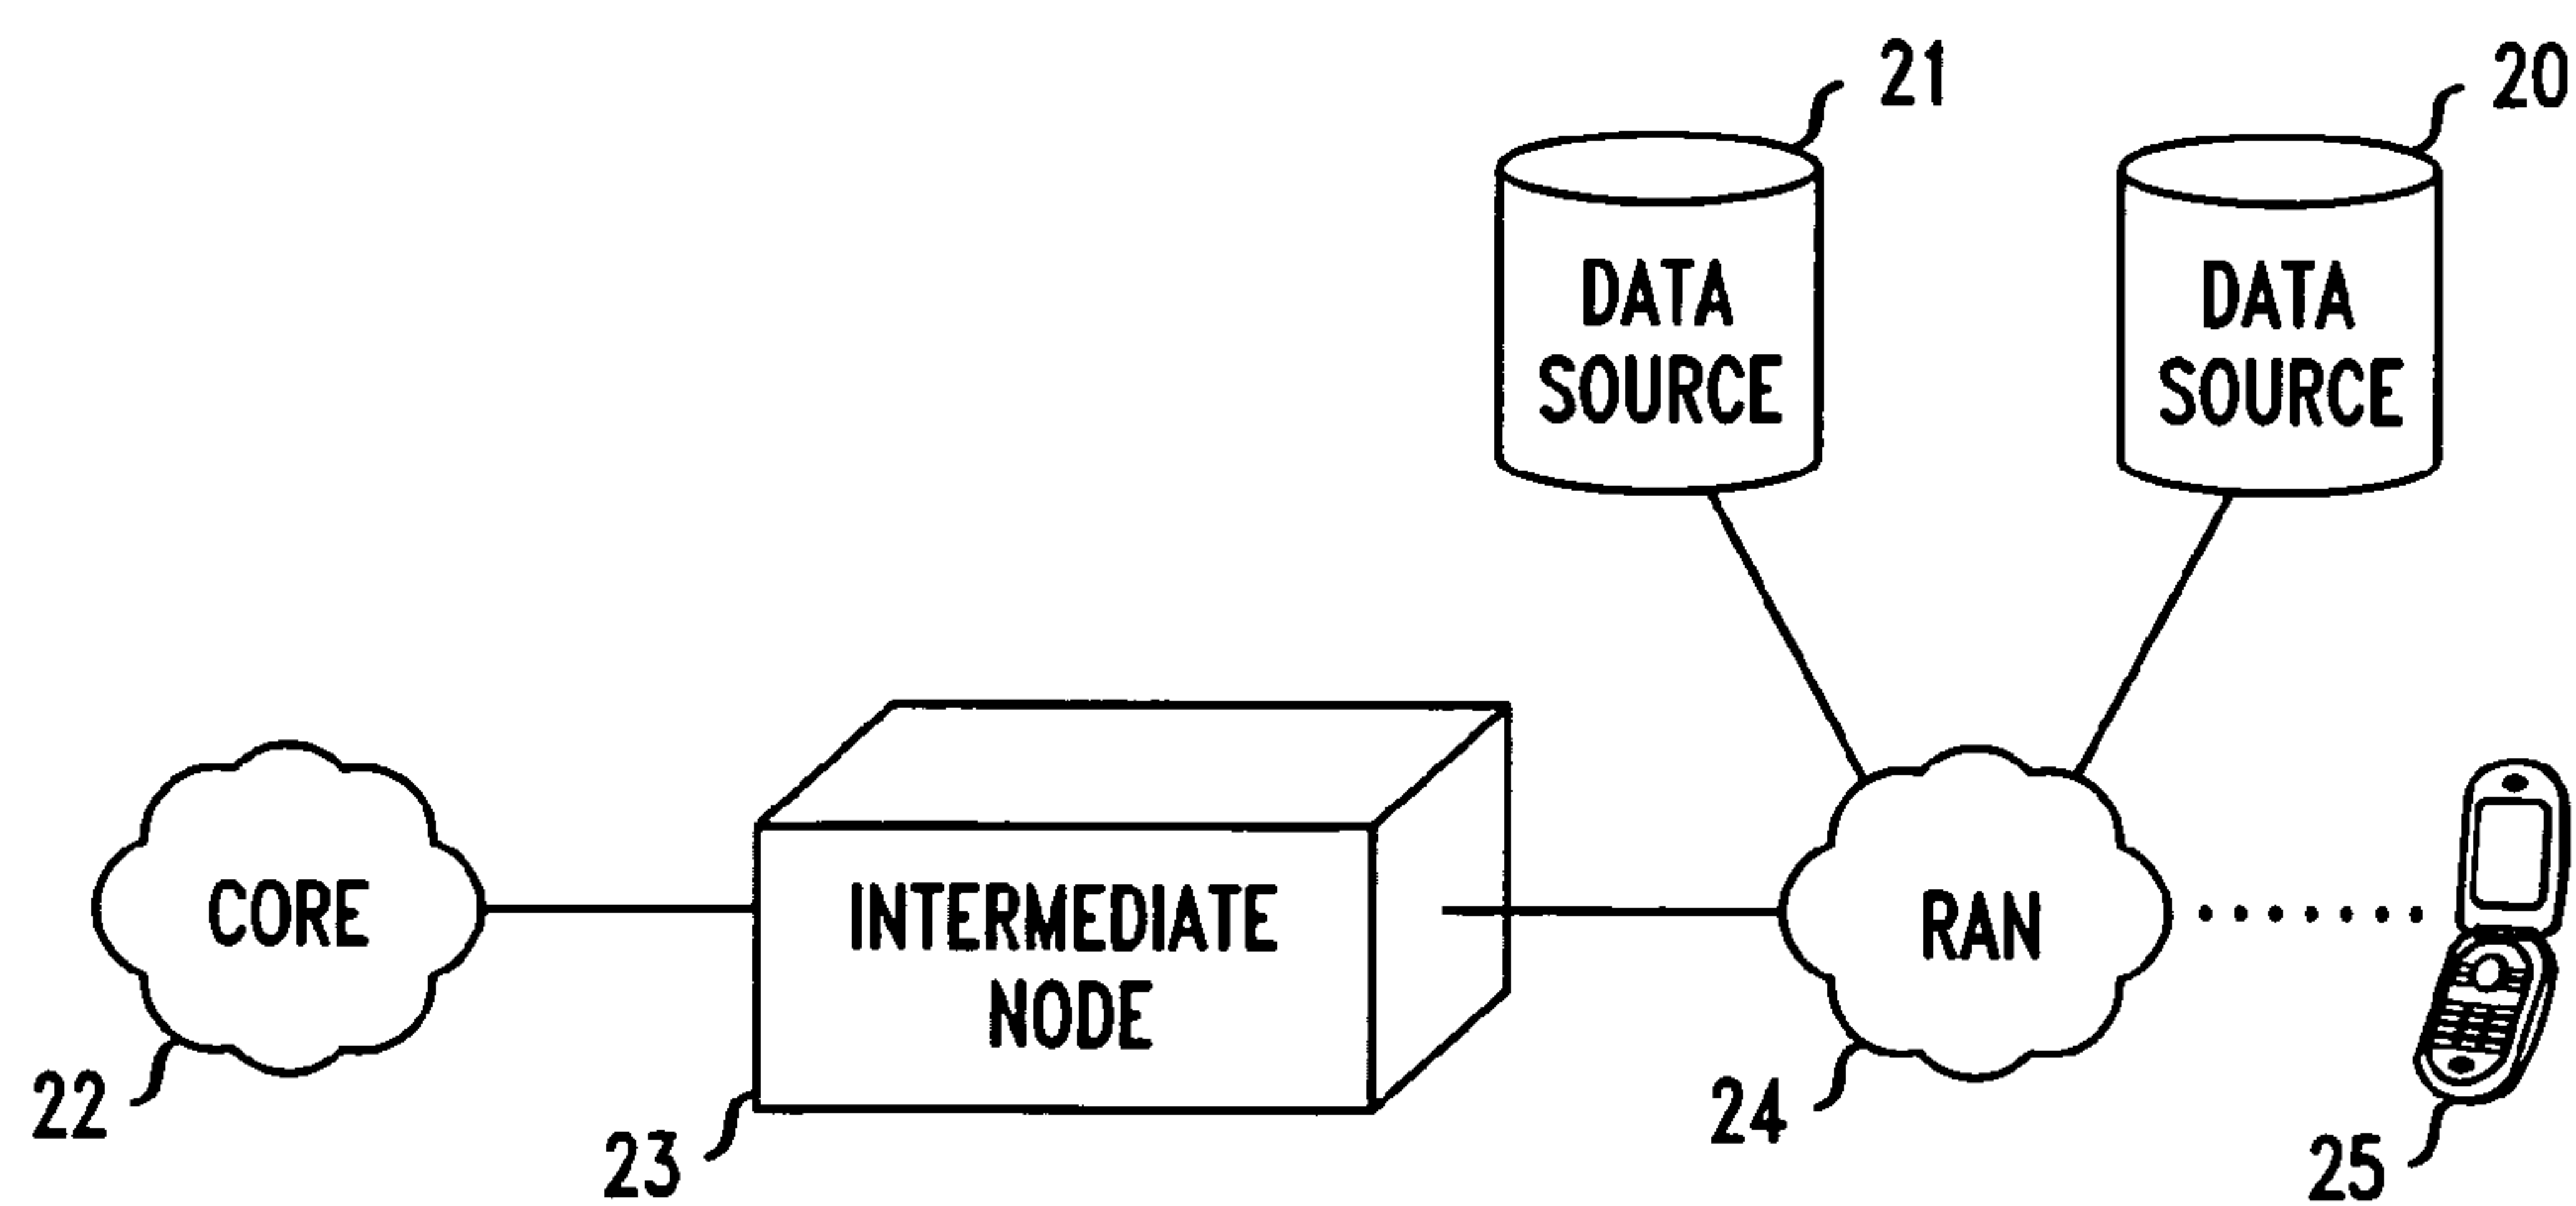 21
20
DATA
SOURCE
DATA
SOURCE
CORE
INTERMEDIATE
NODE
RAN
22
23
24
25